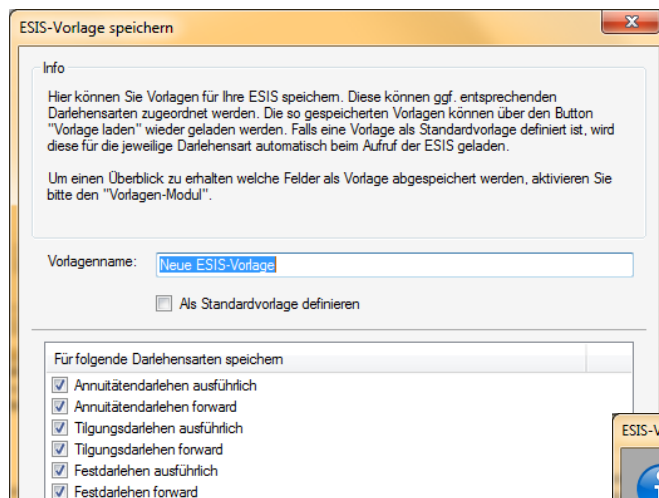 ESIS-Vorlage speichern
Info
Hier können Sie Vorlagen für Ihre ESIS speichern. Diese können ggf. entsprechenden
Darlehensarten zugeordnet werden. Die so gespeicherten Vorlagen können über den Button
"Vorlage laden" wieder geladen werden. Falls eine Vorlage als Standardvorlage definiert ist, wird
diese für die jeweilige Darlehensart automatisch beim Aufruf der ESIS geladen.
Um einen Überblick zu erhalten welche Felder als Vorlage abgespeichert werden, aktivieren Sie
bitte den "Vorlagen-Modul".
Vorlagenname:
Neue ESIS-Vorlage
Als Standardvorlage definieren
Für folgende Darlehensarten speichern
Annuitätendarlehen ausführlich
Annuitätendarlehen forward
Tilgungsdarlehen ausführlich
Tilgungsdarlehen forward
ESIS-V
Festdarlehen ausführlich
Festdarlehen forward